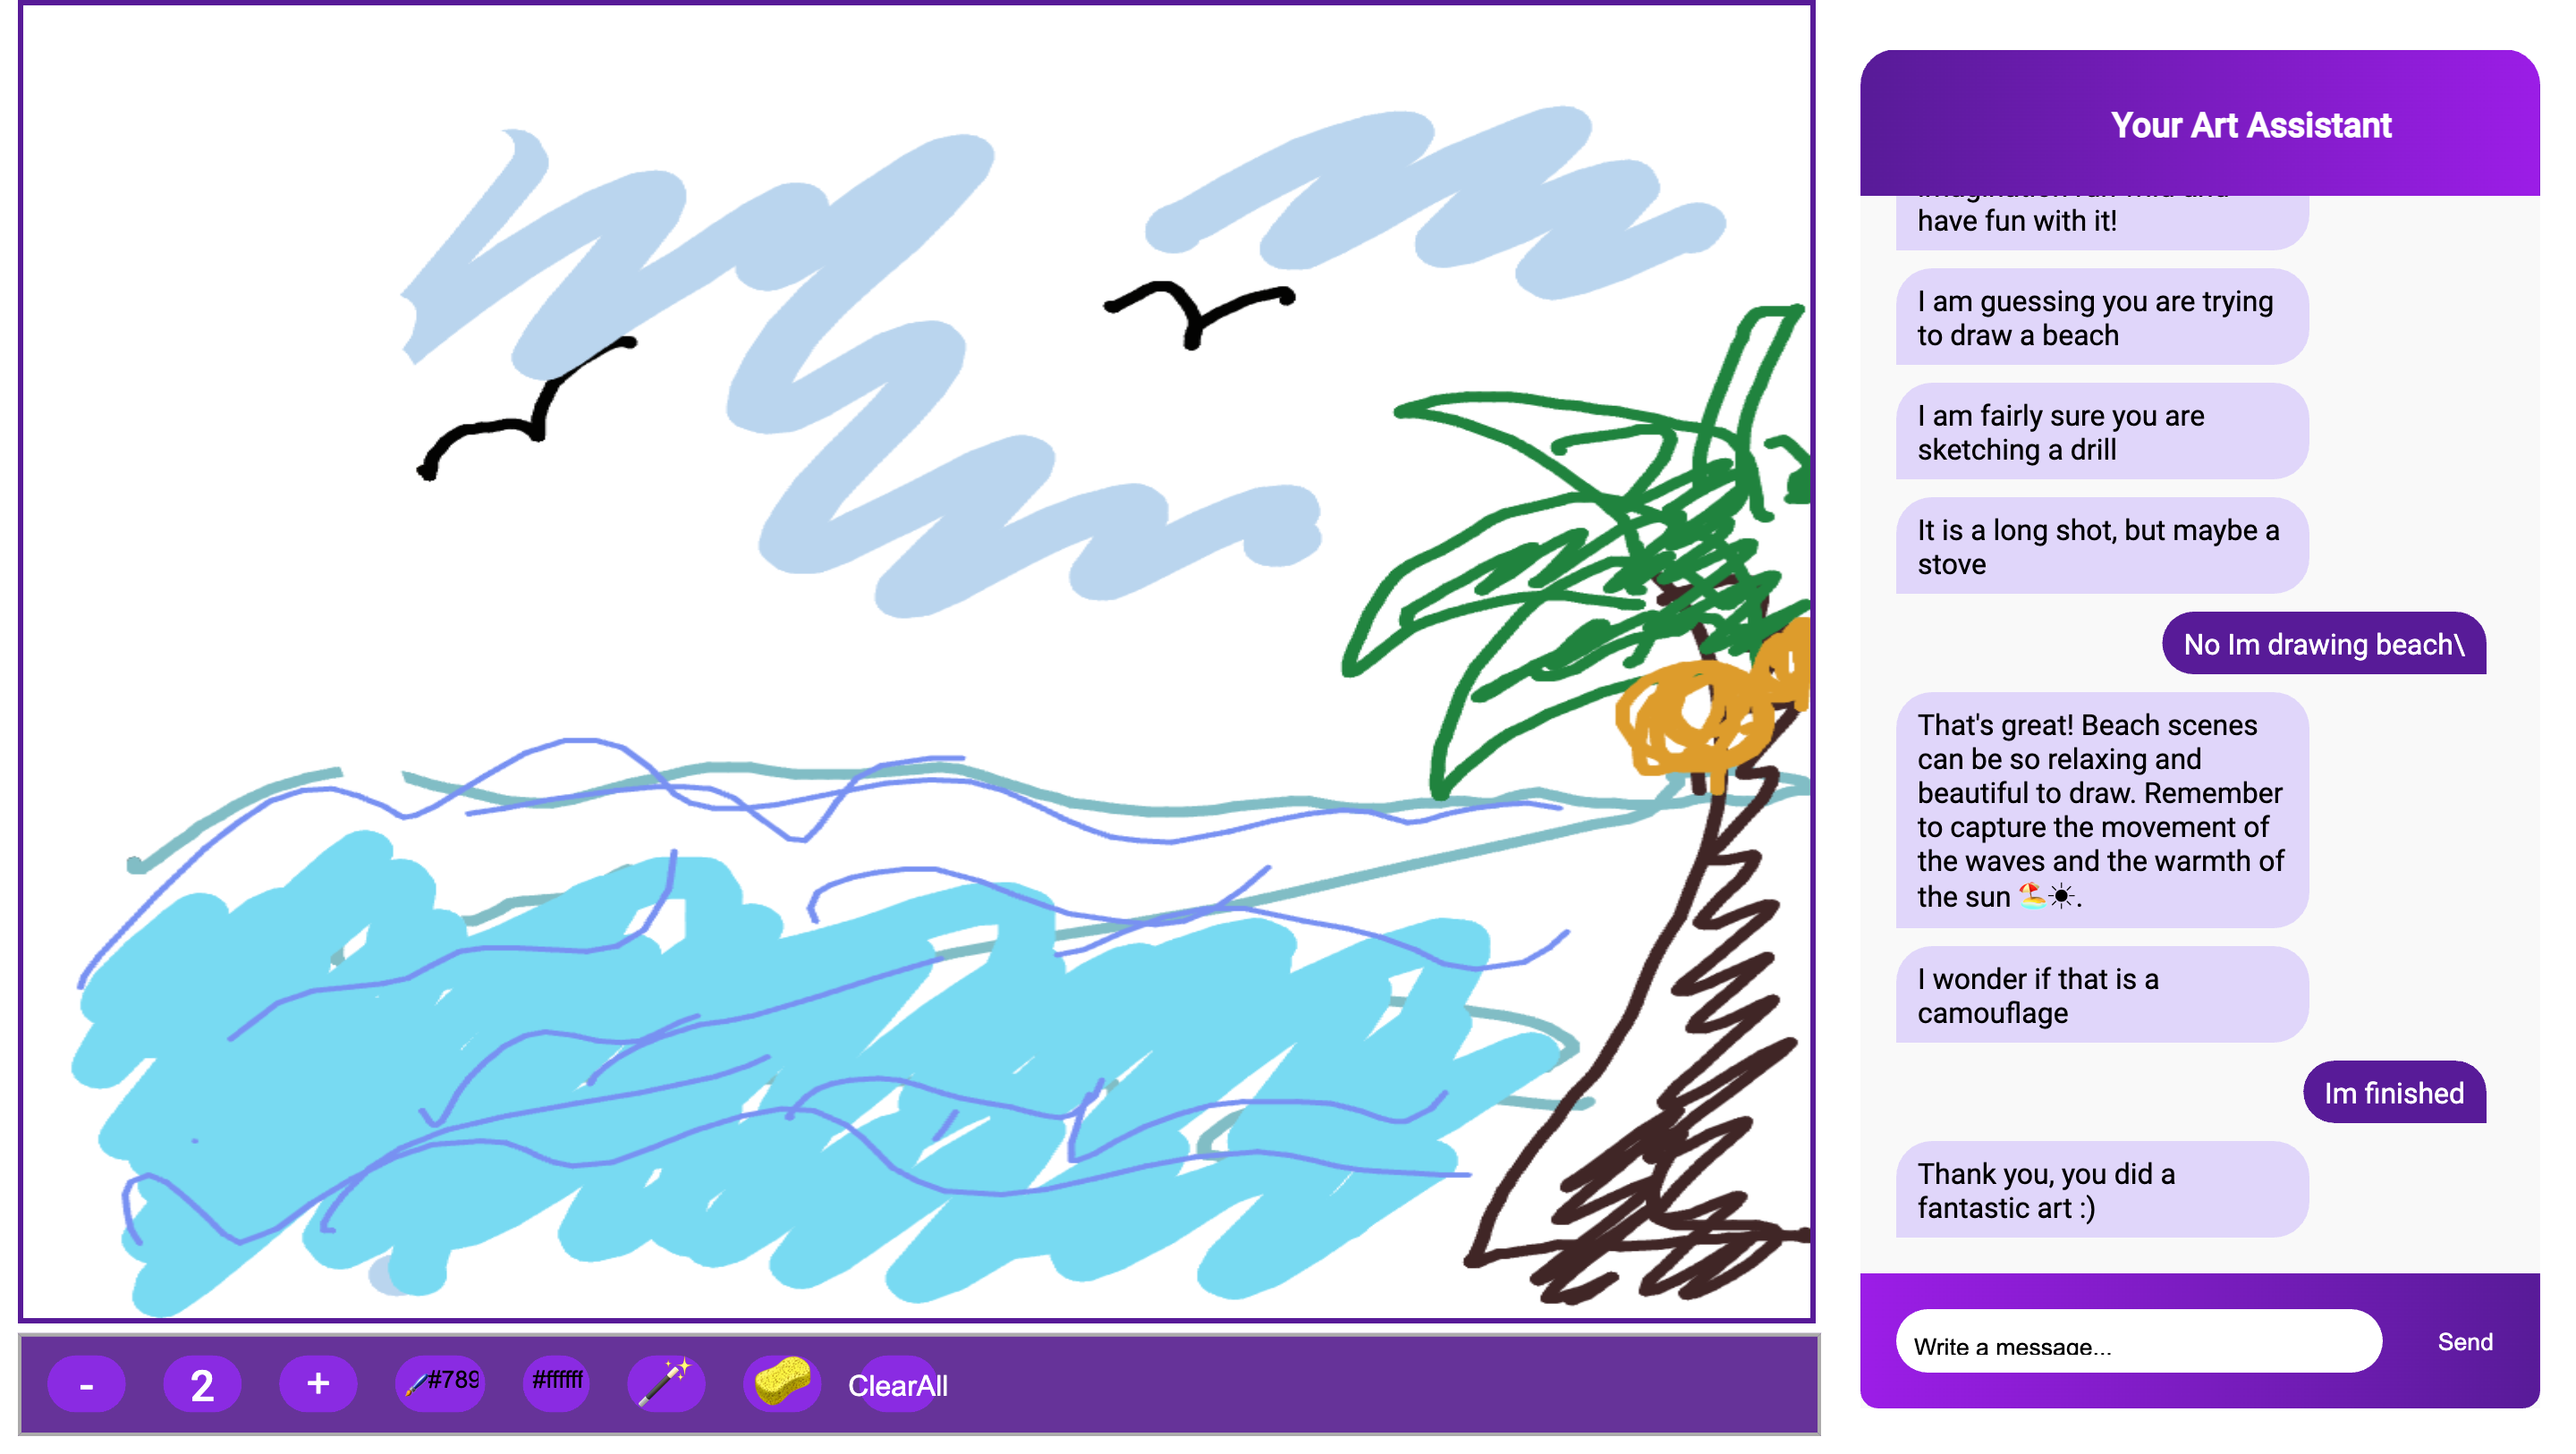 Your Art Assistant
have fun with it!
I am guessing you are trying
to draw a beach
I am fairly sure you are
sketching a drill
It is a long shot, but maybe a
stove
No Im drawing beach\
That's great! Beach scenes
can be so relaxing and
beautiful to draw. Remember
to capture the movement of
the waves and the warmth of
the sun 🏖️☀.
I wonder if that is a
camouflage
Im finished
Thank you, you did a
fantastic art :)
Write a message...
Send
- 2 + #789 #ffffff ClearAll